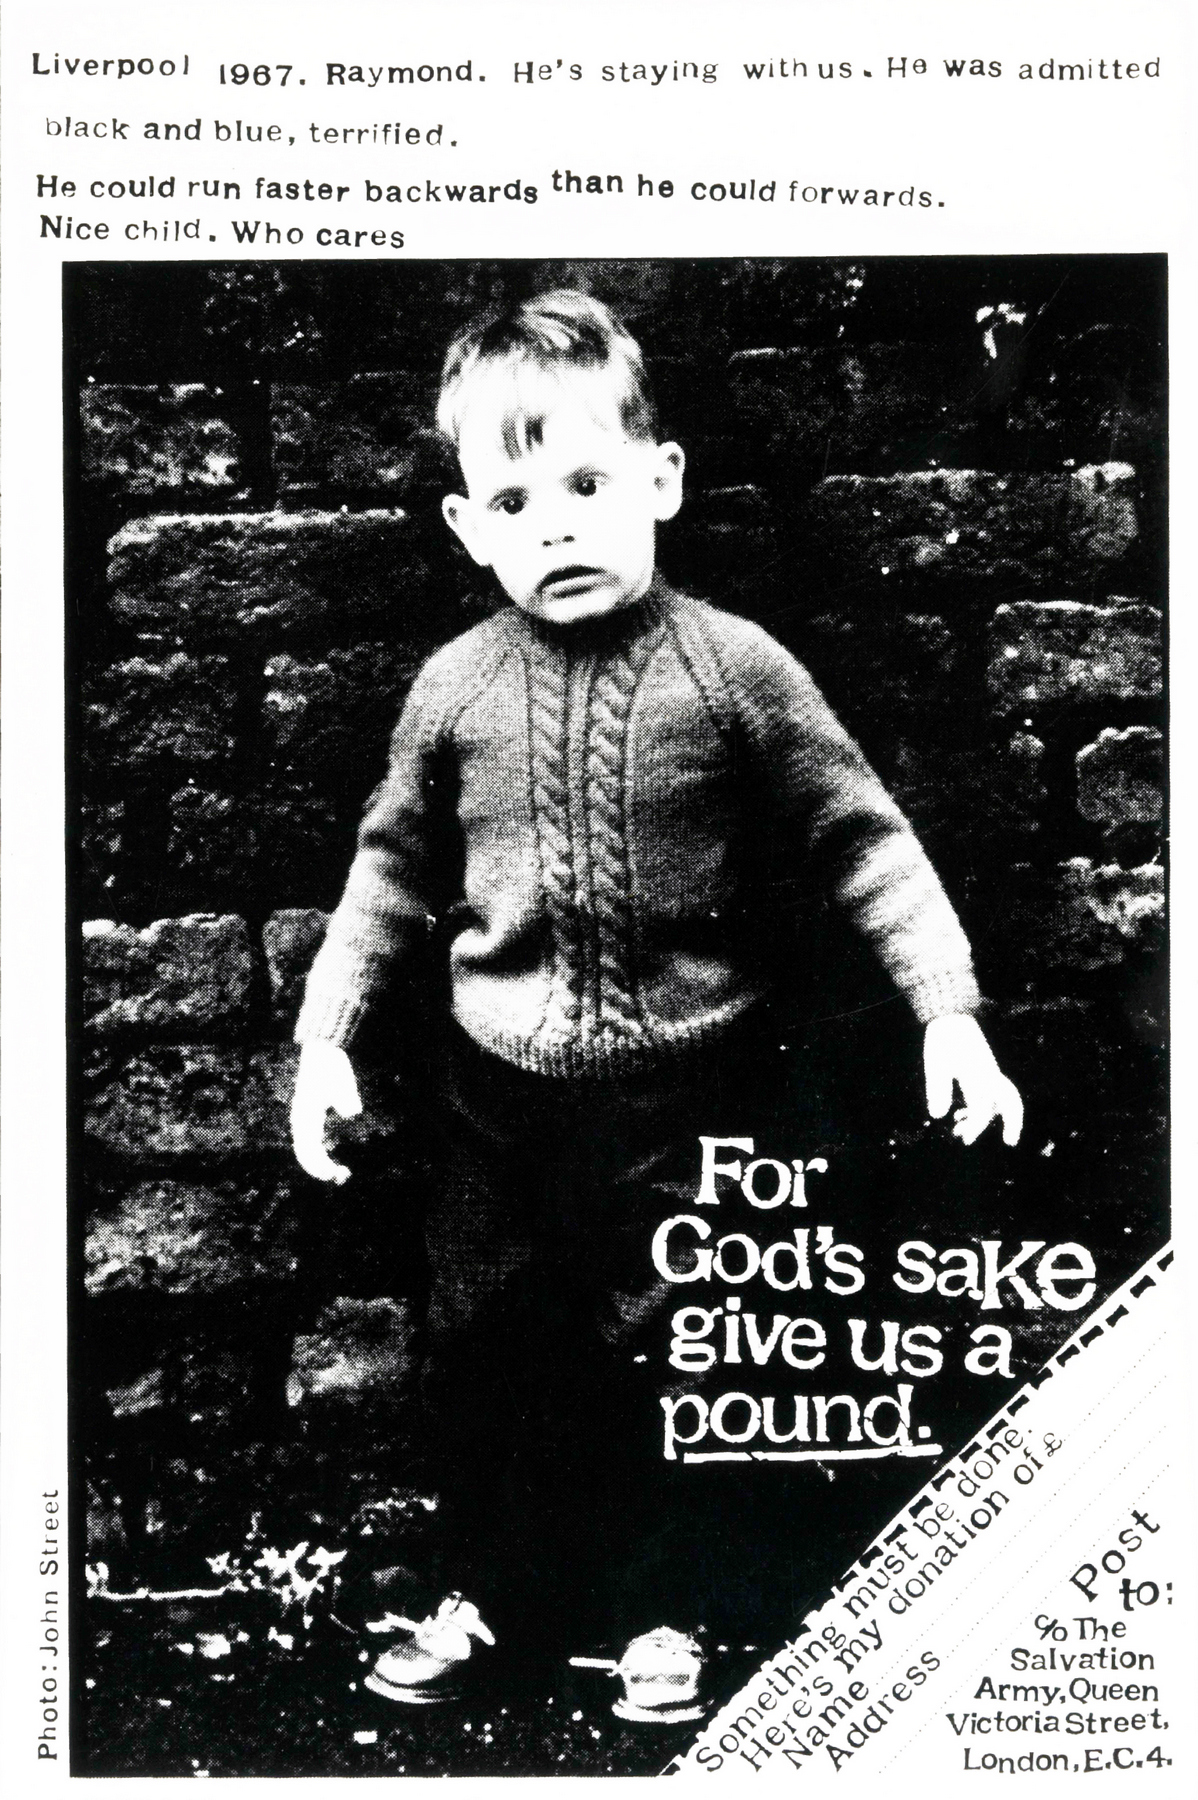 Liverpool 1967. Raymond. He's staying with us. He was admitted
black and blue, terrified.
He could run faster backwards than he could forwards.
Nice child. Who cares
For
God's sake
give us a
pound.
Something must be done.
Here's my donation of £
Name
Address
Post
to:
c/o The
Salvation
Army, Queen
Victoria Street,
London, E.C.4.
Photo: John Street